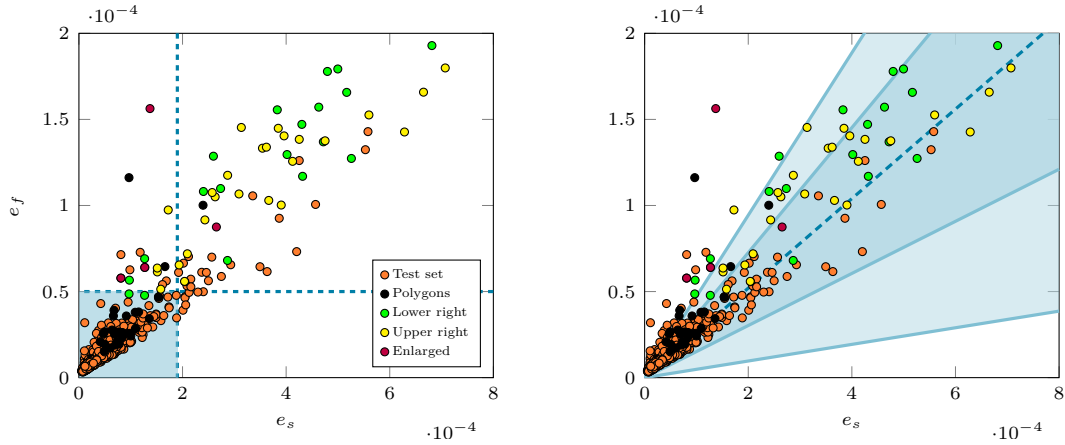 ·10⁻⁴
2
1.5
1
0.5
0
e_f
Test set
Polygons
Lower right
Upper right
Enlarged
0 2 4 6 8
e_s
·10⁻⁴
·10⁻⁴
2
1.5
1
0.5
0
0 2 4 6 8
e_s
·10⁻⁴